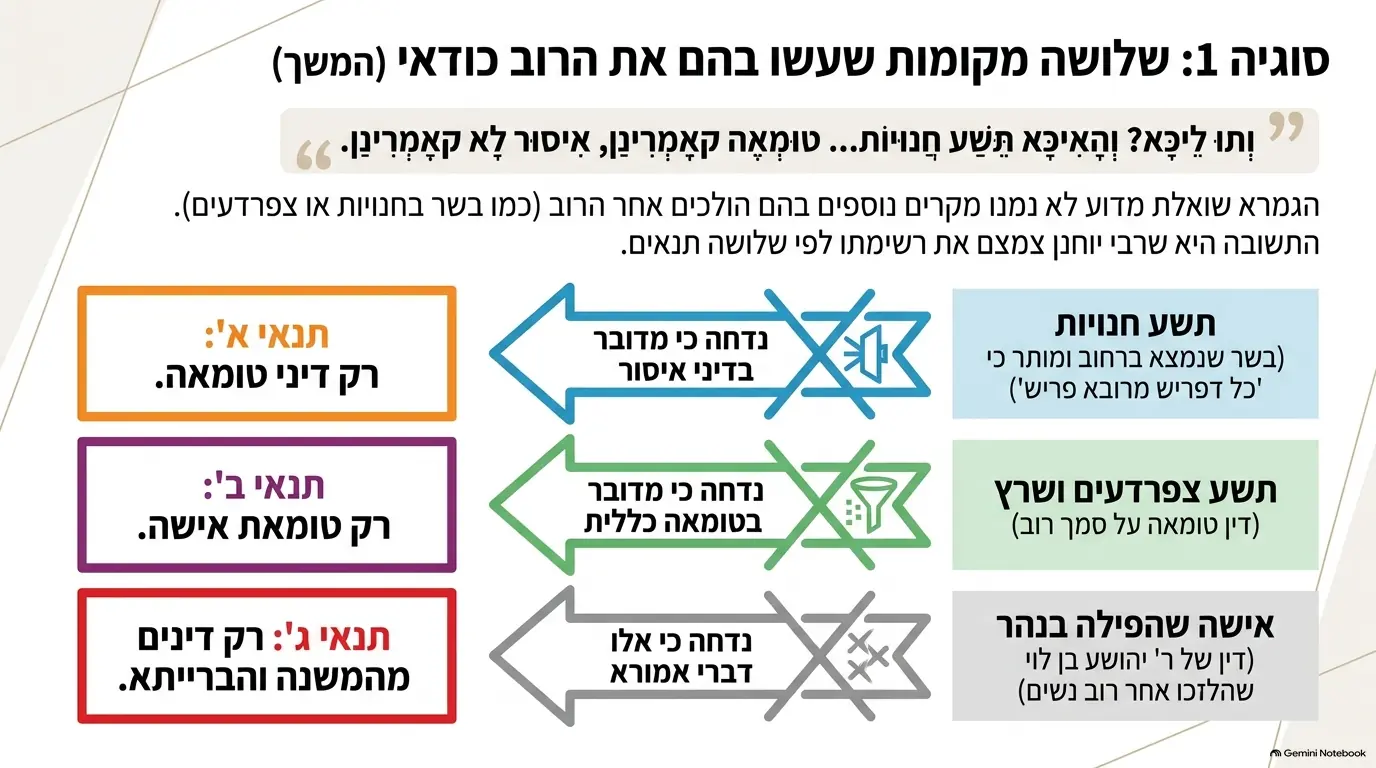 סוגיה 1: שלושה מקומות שעשו בהם את הרוב כודאי (המשך)
״וְתוּ לֵיכָּא? וְהָאִיכָּא תֵּשַׁע חֲנוּיוֹת... טוּמְאֶה קאָמְרִינַן, אִיסוּר לָא קאָמְרִינַן.״
הגמרא שואלת מדוע לא נמנו מקרים נוספים בהם הולכים אחר הרוב (כמו בשר בחנויות או צפרדעים).
התשובה היא שרבי יוחנן צמצם את רשימתו לפי שלושה תנאים.
תשע חנויות
(בשר שנמצא ברחוב ומותר כי
'כל דפריש מרובא פריש')
נדחה כי מדובר
בדיני איסור
תנאי א':
רק דיני טומאה.
תשע צפרדעים ושרץ
(דין טומאה על סמך רוב)
נדחה כי מדובר
בטומאה כללית
תנאי ב':
רק טומאת אישה.
אישה שהפילה בנהר
(דין של ר' יהושע בן לוי
שהלזכו אחר רוב נשים)
נדחה כי אלו
דברי אמורא
תנאי ג': רק דינים
מהמשנה והברייתא.
Gemini Notebook